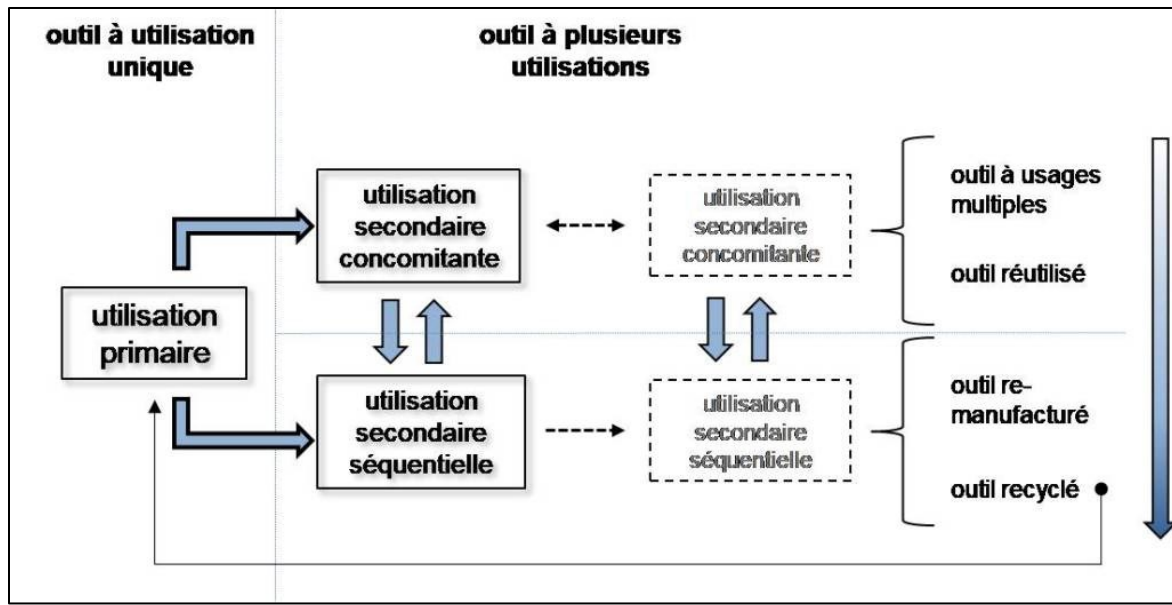 outil à utilisation
unique
outil à plusieurs
utilisations
utilisation
primaire
utilisation
secondaire
concomitante
utilisation
secondaire
concomitante
outil à usages
multiples
outil réutilisé
utilisation
secondaire
séquentielle
utilisation
secondaire
séquentielle
outil re-
manufacturé
outil recyclé